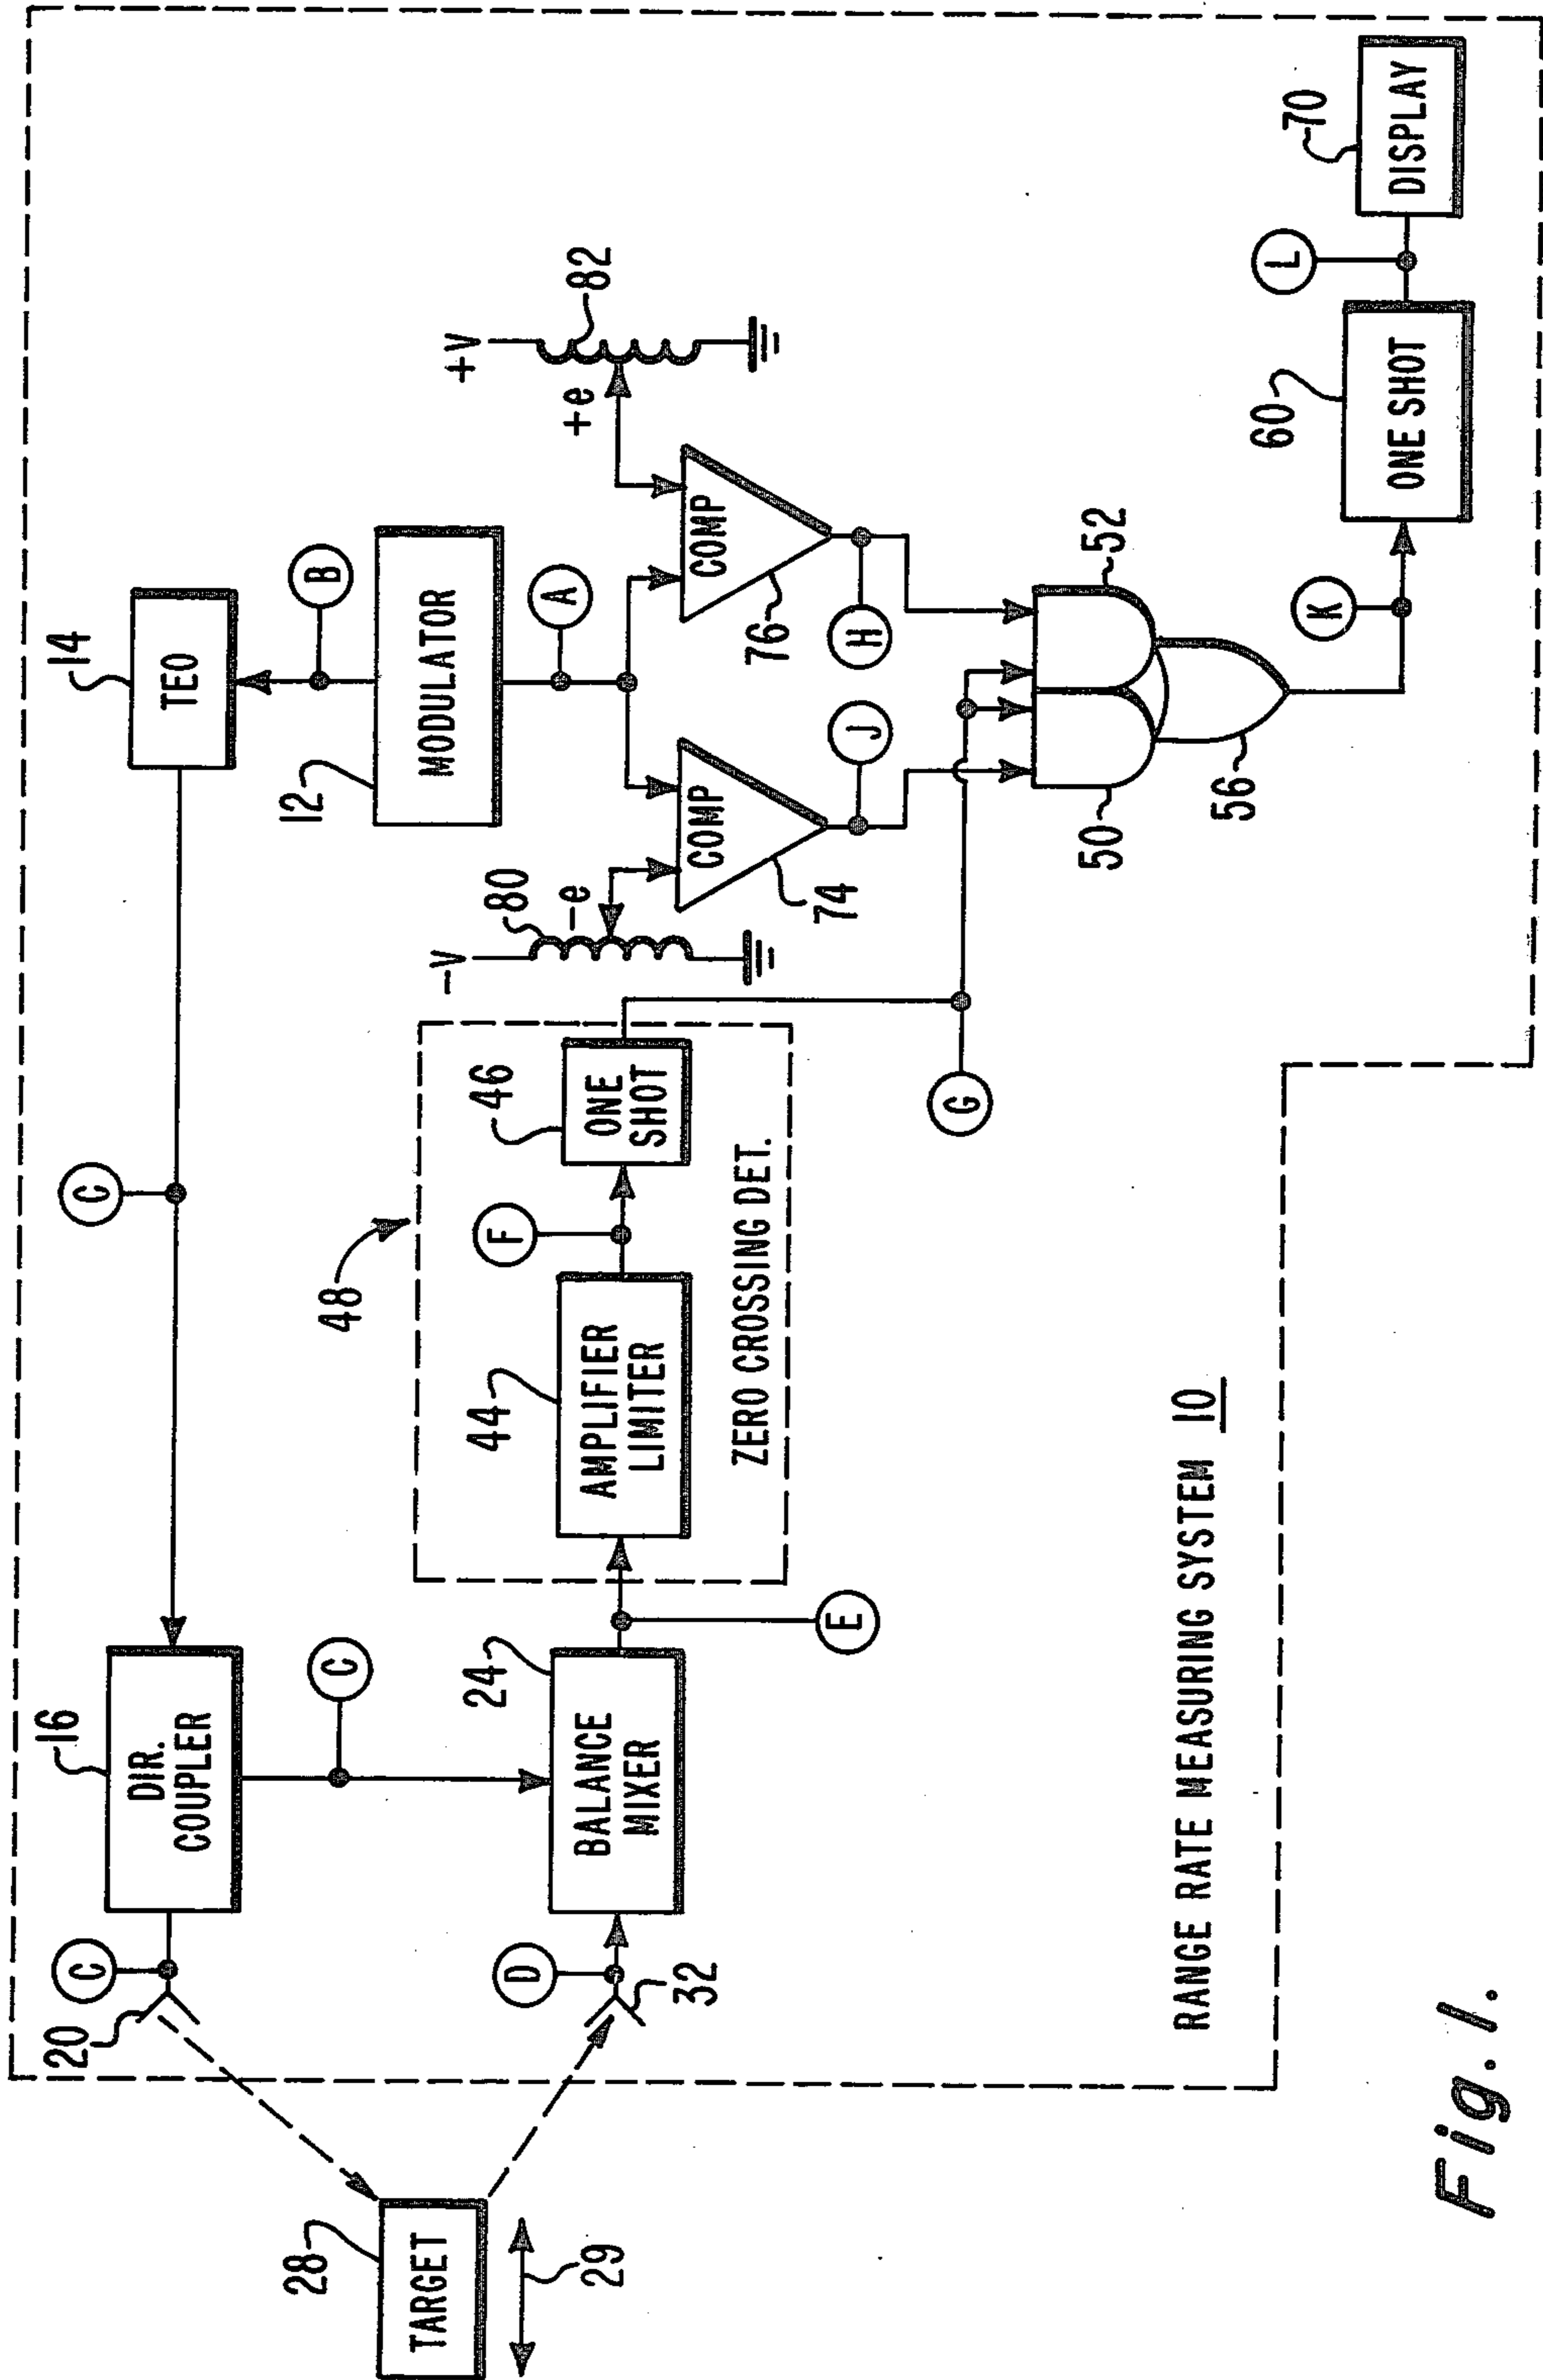 14
TEO
B
16
DIR.
COUPLER
C
C
20
C
12
MODULATOR
A
28
TARGET
29
24
BALANCE
MIXER
D
32
E
48
44
AMPLIFIER
LIMITER
F
46
ONE
SHOT
ZERO CROSSING DET.
G
-V
80
-e
+V
82
+e
COMP
74
COMP
76
J
H
50
52
56
K
60
ONE SHOT
L
70
DISPLAY
RANGE RATE MEASURING SYSTEM 10
Fig. 1.